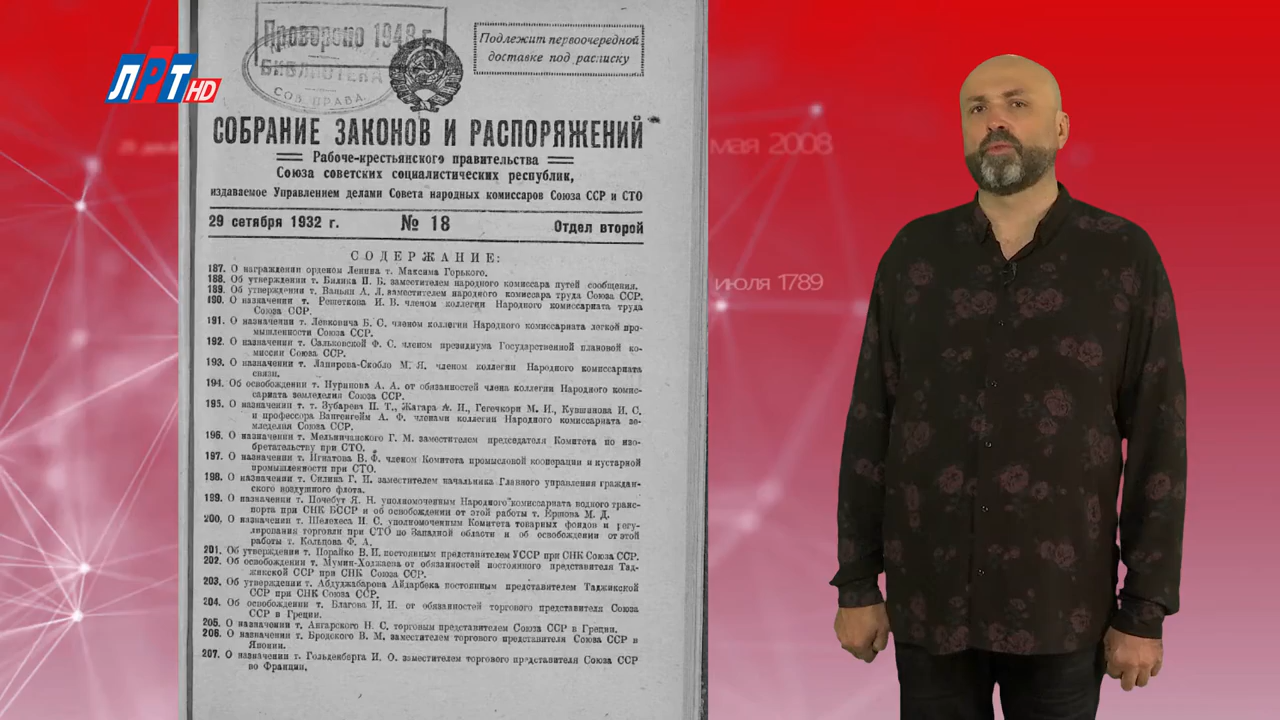 Проверено 1948 г.
БИБЛИОТЕКА
СОВ. ПРАВА.
Подлежит первоочередной
доставке под расписку
ЛРТ HD
СОБРАНИЕ ЗАКОНОВ И РАСПОРЯЖЕНИЙ
Рабоче-крестьянского правительства
Союза советских социалистических республик,
издаваемое Управлением делами Совета народных комиссаров Союза ССР и СТО
29 сетября 1932 г. № 18 Отдел второй
СОДЕРЖАНИЕ:
187. О награждении орденом Ленина т. Максима Горького.
188. Об утверждении т. Билика П. Б. заместителем народного комиссара путей сообщения.
189. Об утверждении т. Ваньян А. Л. заместителем народного комиссара труда Союза ССР.
190. О назначении т. Решеткова И. В. членом коллегии Народного комиссариата труда
Союза ССР.
191. О назначении т. Левковича Б. С. членом коллегии Народного комиссариата легкой про-
мышленности Союза ССР.
192. О назначении т. Сальковской Ф. С. членом президиума Государственной плановой ко-
миссии Союза ССР.
193. О назначении т. Лапирова-Скобло М. Я. членом коллегии Народного комиссариата
связи.
194. Об освобождении т. Нуринова А. А. от обязанностей члена коллегии Народного комис-
сариата земледелия Союза ССР.
195. О назначении т. т. Зубарева П. Т., Жагара А. И., Гегечкори М. И., Кувшинова И. С.
и профессора Вангенгейм А. Ф. членами коллегии Народного комиссариата зе-
мледелия Союза ССР.
196. О назначении т. Мельничанского Г. М. заместителем председателя Комитета по изо-
бретательству при СТО.
197. О назначении т. Игнатова В. Ф. членом Комитета промысловой кооперации и кустарной
промышленности при СТО.
198. О назначении т. Силина Г. П. заместителем начальника Главного управления граждан-
ского воздушного флота.
199. О назначении т. Почебут Я. Н. уполномоченным Народного комиссариата водного транс-
порта при СНК БССР и об освобождении от этой работы т. Ершова М. Д.
200. О назначении т. Шелехеса И. С. уполномоченным Комитета товарных фондов и регу-
лирования торговли при СТО по Западной области и об освобождении от этой
работы т. Кольцова Ф. А.
201. Об утверждении т. Порайко В. И. постоянным представителем УССР при СНК Союза ССР.
202. Об освобождении т. Мумин-Ходжаева от обязанностей постоянного представителя Тад-
жикской ССР при СНК Союза ССР.
203. Об утверждении т. Абдуджабарова Айдарбека постоянным представителем Таджикской
ССР при СНК Союза ССР.
204. Об освобождении т. Благова И. И. от обязанностей торгового представителя Союза
ССР в Греции.
205. О назначении т. Ангарского Н. С. торговым представителем Союза ССР в Греции.
206. О назначении т. Бродского В. М. заместителем торгового представителя Союза ССР в
Японии.
207. О назначении т. Гольденберга И. О. заместителем торгового представителя Союза ССР
во Франции.
мая 2008
июля 1789